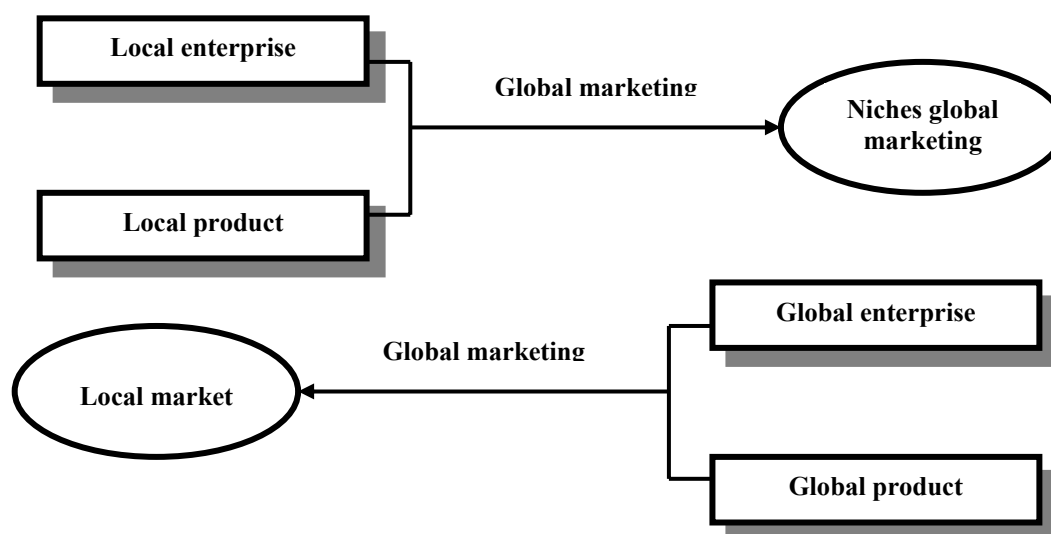 Local enterprise
Global marketing
Niches global
marketing
Local product
Global enterprise
Global marketing
Local market
Global product